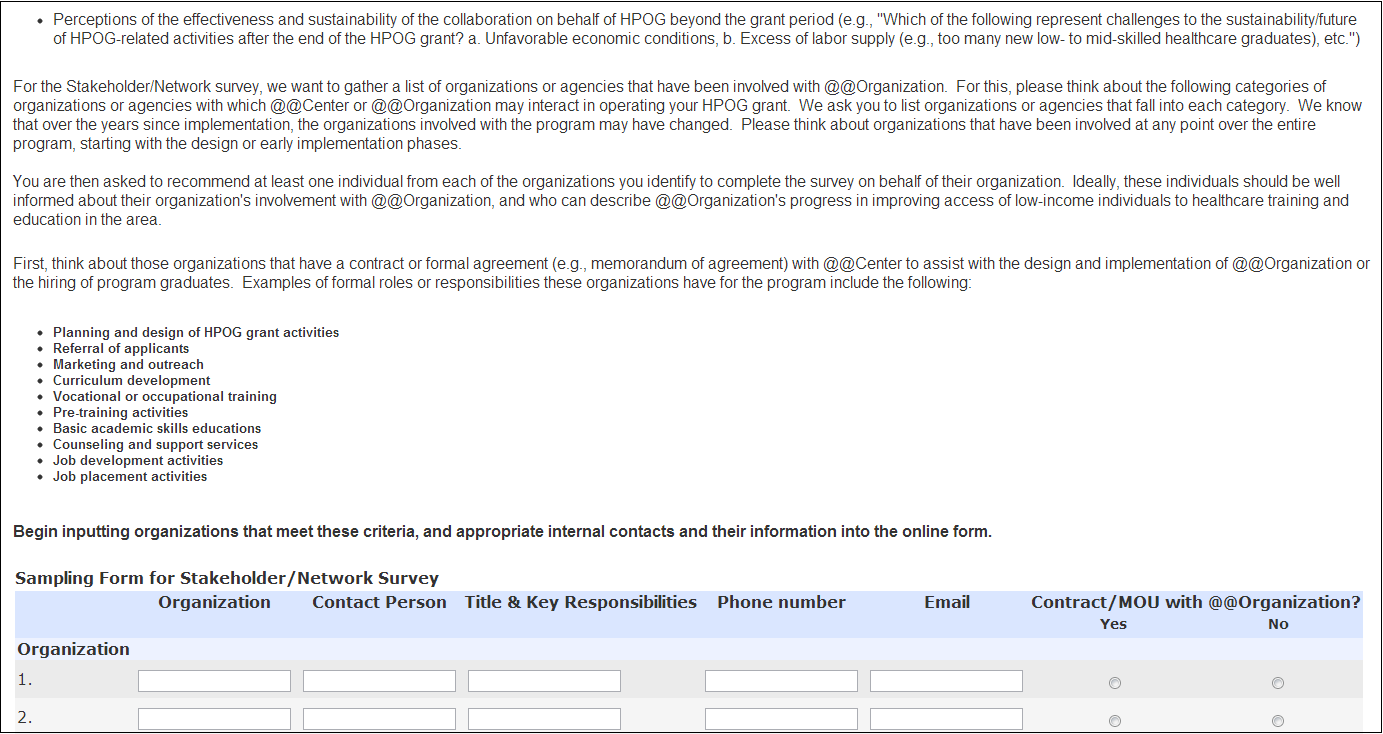 • Perceptions of the effectiveness and sustainability of the collaboration on behalf of HPOG beyond the grant period (e.g., "Which of the following represent challenges to the sustainability/future
of HPOG-related activities after the end of the HPOG grant? a. Unfavorable economic conditions, b. Excess of labor supply (e.g., too many new low- to mid-skilled healthcare graduates), etc.")
For the Stakeholder/Network survey, we want to gather a list of organizations or agencies that have been involved with @@Organization.  For this, please think about the following categories of
organizations or agencies with which @@Center or @@Organization may interact in operating your HPOG grant.  We ask you to list organizations or agencies that fall into each category.  We know
that over the years since implementation, the organizations involved with the program may have changed.  Please think about organizations that have been involved at any point over the entire
program, starting with the design or early implementation phases.
You are then asked to recommend at least one individual from each of the organizations you identify to complete the survey on behalf of their organization.  Ideally, these individuals should be well
informed about their organization's involvement with @@Organization, and who can describe @@Organization's progress in improving access of low-income individuals to healthcare training and
education in the area.
First, think about those organizations that have a contract or formal agreement (e.g., memorandum of agreement) with @@Center to assist with the design and implementation of @@Organization or
the hiring of program graduates.  Examples of formal roles or responsibilities these organizations have for the program include the following:
• Planning and design of HPOG grant activities
• Referral of applicants
• Marketing and outreach
• Curriculum development
• Vocational or occupational training
• Pre-training activities
• Basic academic skills educations
• Counseling and support services
• Job development activities
• Job placement activities
Begin inputting organizations that meet these criteria, and appropriate internal contacts and their information into the online form.
Sampling Form for Stakeholder/Network Survey
Organization Contact Person Title & Key Responsibilities Phone number Email Contract/MOU with @@Organization?
Yes No
Organization
1.
2.